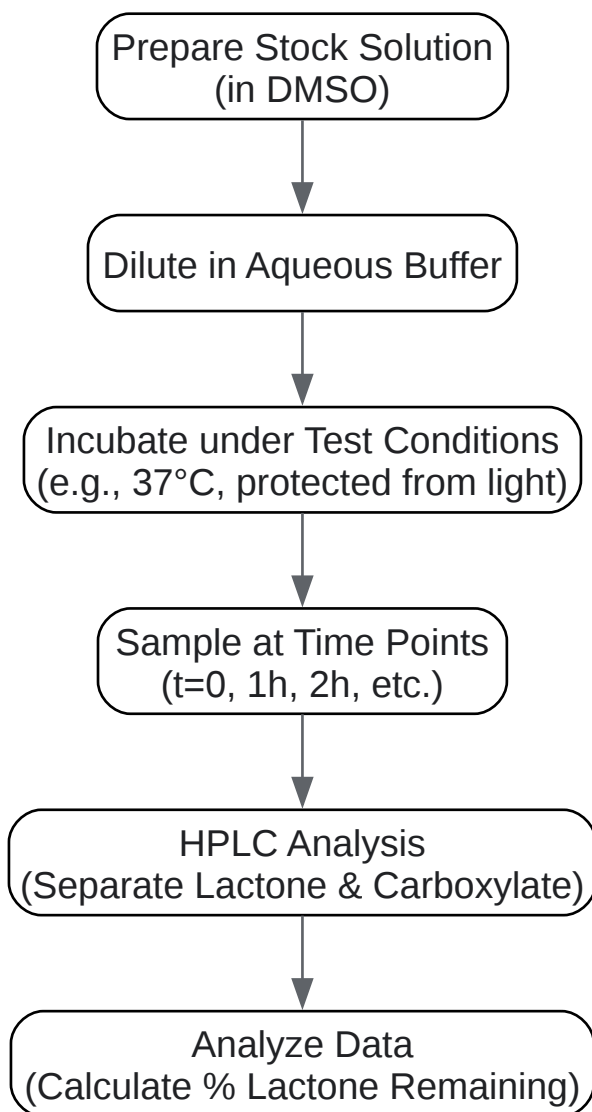 Prepare Stock Solution
(in DMSO)
Dilute in Aqueous Buffer
Incubate under Test Conditions
(e.g., 37°C, protected from light)
Sample at Time Points
(t=0, 1h, 2h, etc.)
HPLC Analysis
(Separate Lactone & Carboxylate)
Analyze Data
(Calculate % Lactone Remaining)